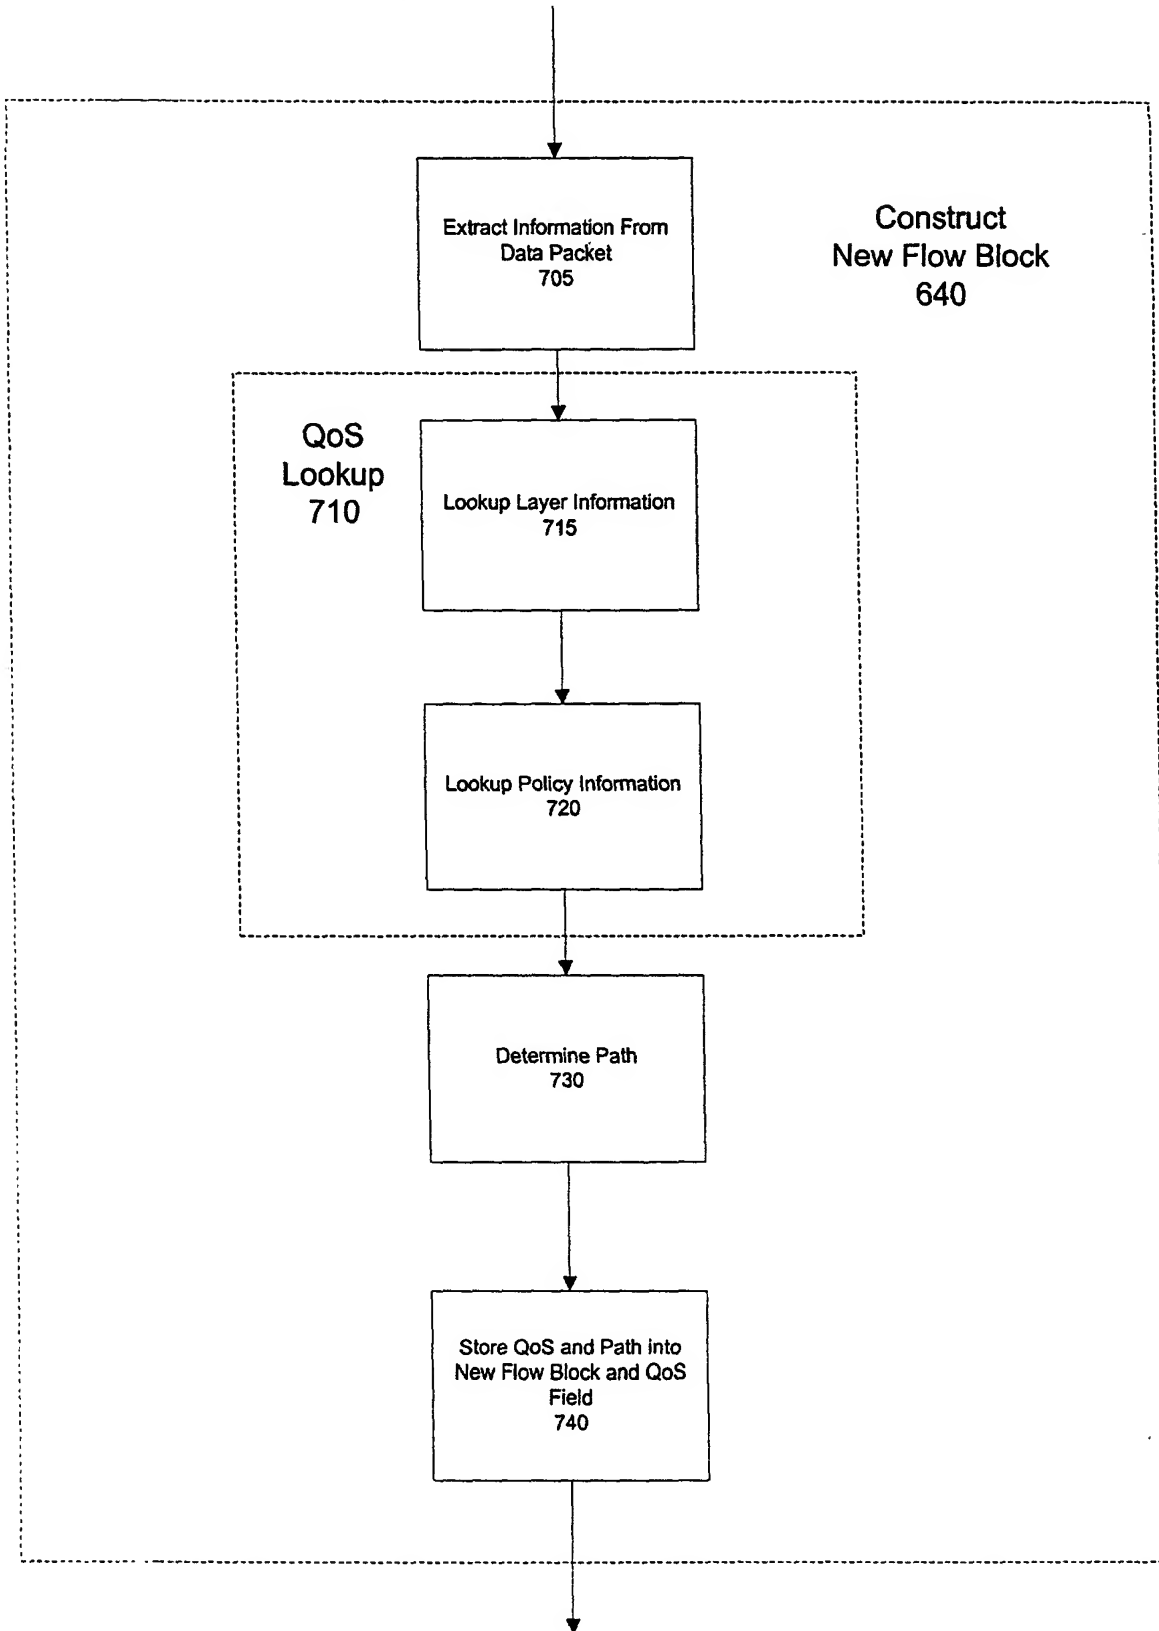 Extract Information From
Data Packet
705
Construct
New Flow Block
640
QoS
Lookup
710
Lookup Layer Information
715
Lookup Policy Information
720
Determine Path
730
Store QoS and Path into
New Flow Block and QoS
Field
740